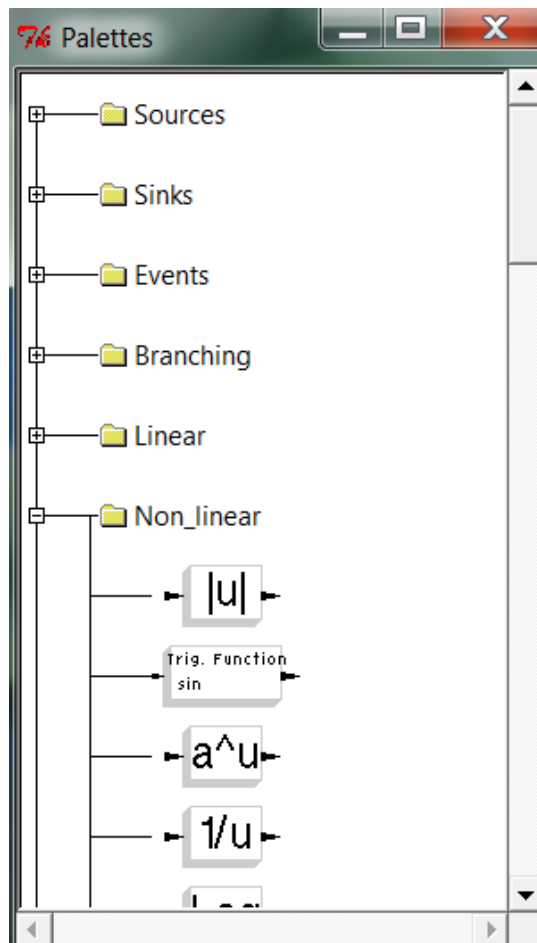 Palettes
Sources
Sinks
Events
Branching
Linear
Non_linear
|u|
Trig. Function
sin
a^u
1/u